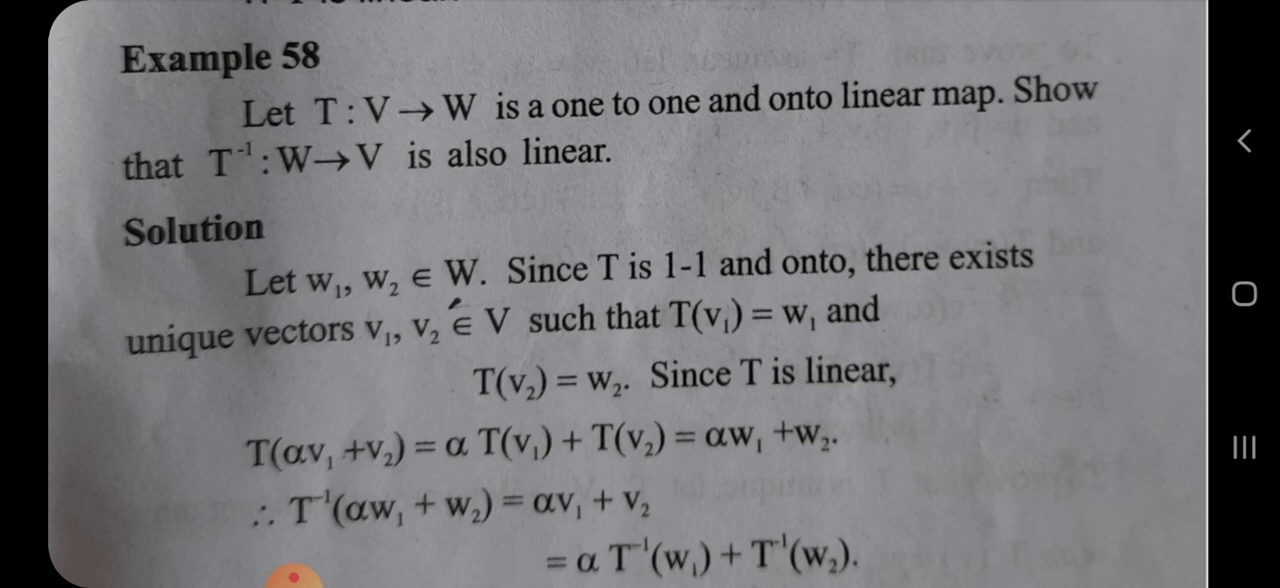 Example 58
Let T : V → W is a one to one and onto linear map. Show
that T⁻¹ : W → V is also linear.
Solution
Let w₁, w₂ ∈ W. Since T is 1-1 and onto, there exists
unique vectors v₁, v₂ ∈ V such that T(v₁) = w₁ and
T(v₂) = w₂. Since T is linear,
T(αv₁ +v₂) = α T(v₁) + T(v₂) = αw₁ +w₂.
∴ T⁻¹(αw₁ + w₂) = αv₁ + v₂
= α T⁻¹(w₁) + T⁻¹(w₂).